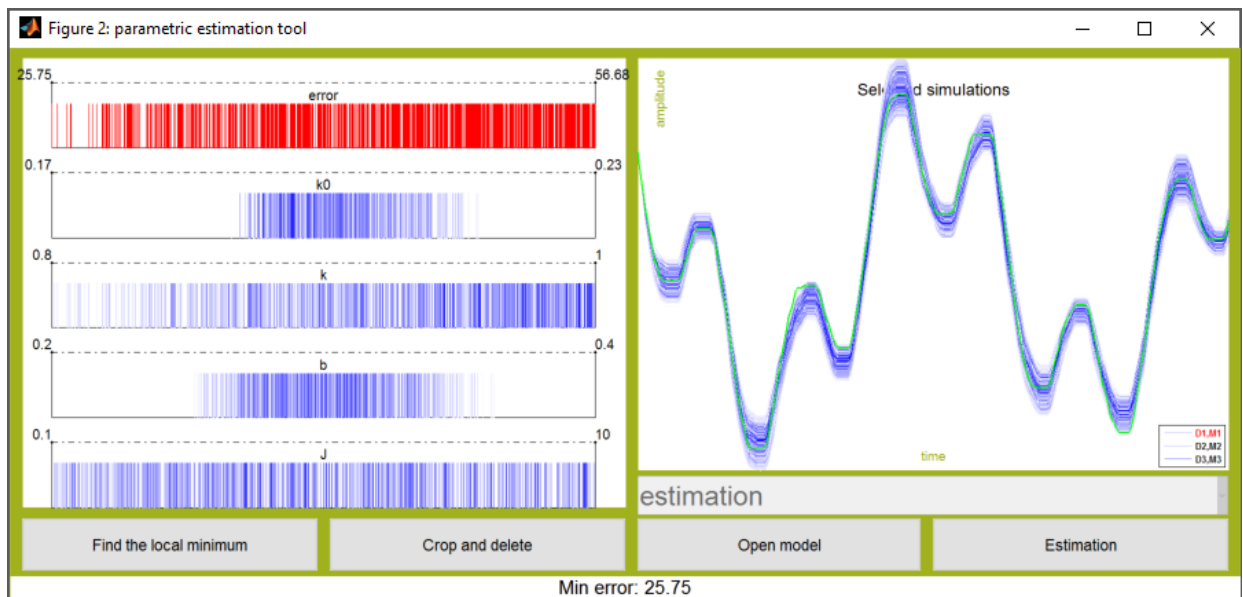 Figure 2: parametric estimation tool
25.75 56.68
error
0.17 0.23
k0
0.8 1
k
0.2 0.4
b
0.1 10
J
amplitude
Selected simulations
time
D1,M1
D2,M2
D3,M3
estimation
Find the local minimum
Crop and delete
Open model
Estimation
Min error: 25.75